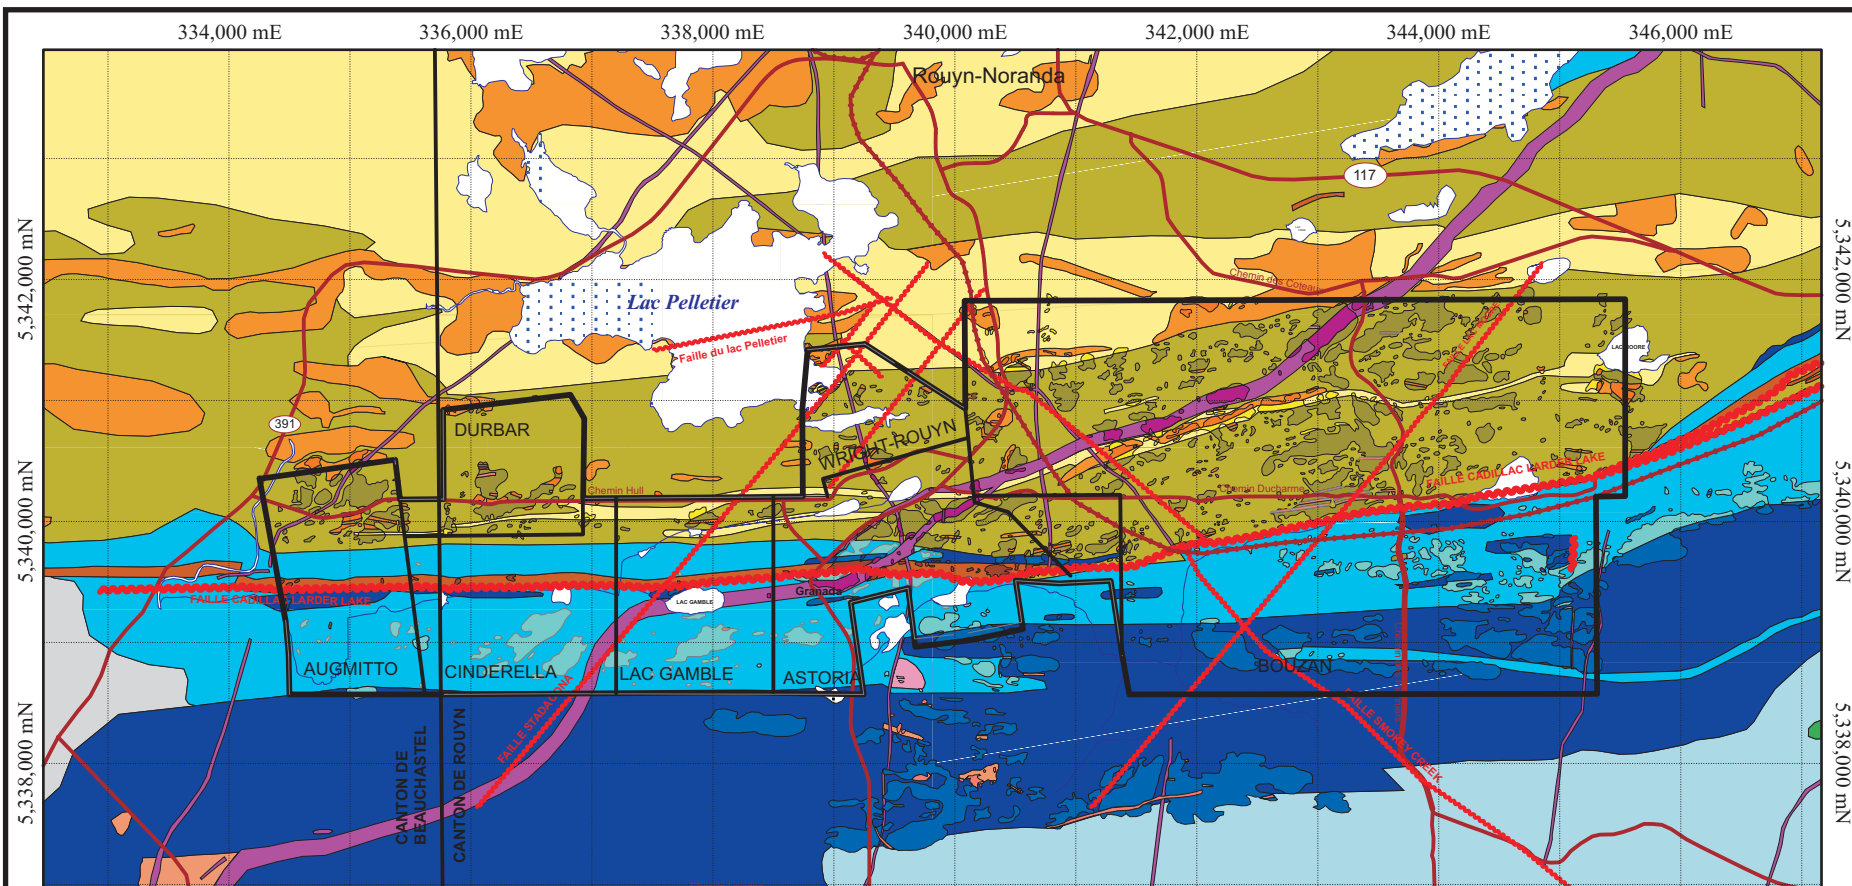 334,000 mE
336,000 mE
338,000 mE
340,000 mE
342,000 mE
344,000 mE
346,000 mE
Rouyn-Noranda
117
5,342,000 mN
5,342,000 mN
Chemin des Coteaux
Lac Pelletier
Faille du lac Pelletier
LAC MOORE
391
DURBAR
WRIGHT-ROUYN
FAILLE CADILLAC LARDER LAKE
Chemin Hull
Chemin Ducharme
5,340,000 mN
5,340,000 mN
FAILLE CADILLAC LARDER LAKE
LAC GAMBLE
Granada
AUGMITTO
CINDERELLA
LAC GAMBLE
ASTORIA
BOUZAN
FAILLE STADACONA
FAILLE SMOKEY CREEK
5,338,000 mN
5,338,000 mN
CANTON DE
BEAUCHASTEL
CANTON DE ROUYN